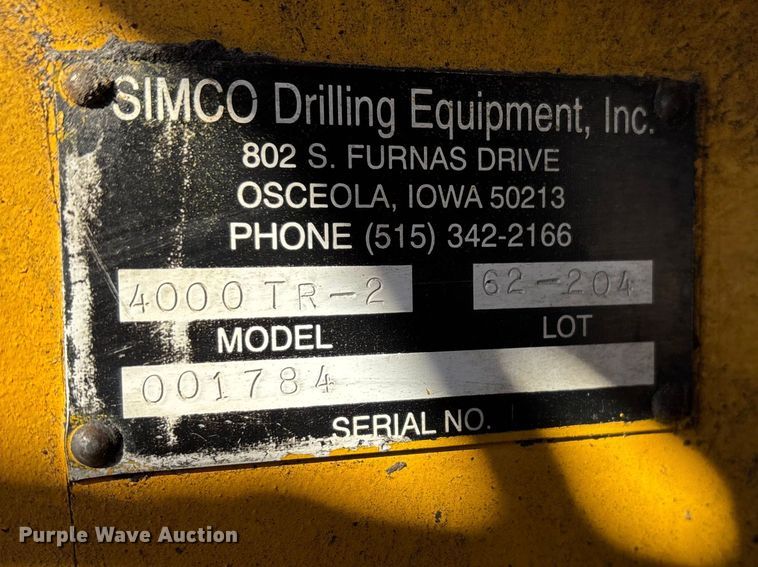 SIMCO Drilling Equipment, Inc.
802 S. FURNAS DRIVE
OSCEOLA, IOWA 50213
PHONE (515) 342-2166
4000TR-2 62-204
MODEL LOT
001784
SERIAL NO.
Purple Wave Auction